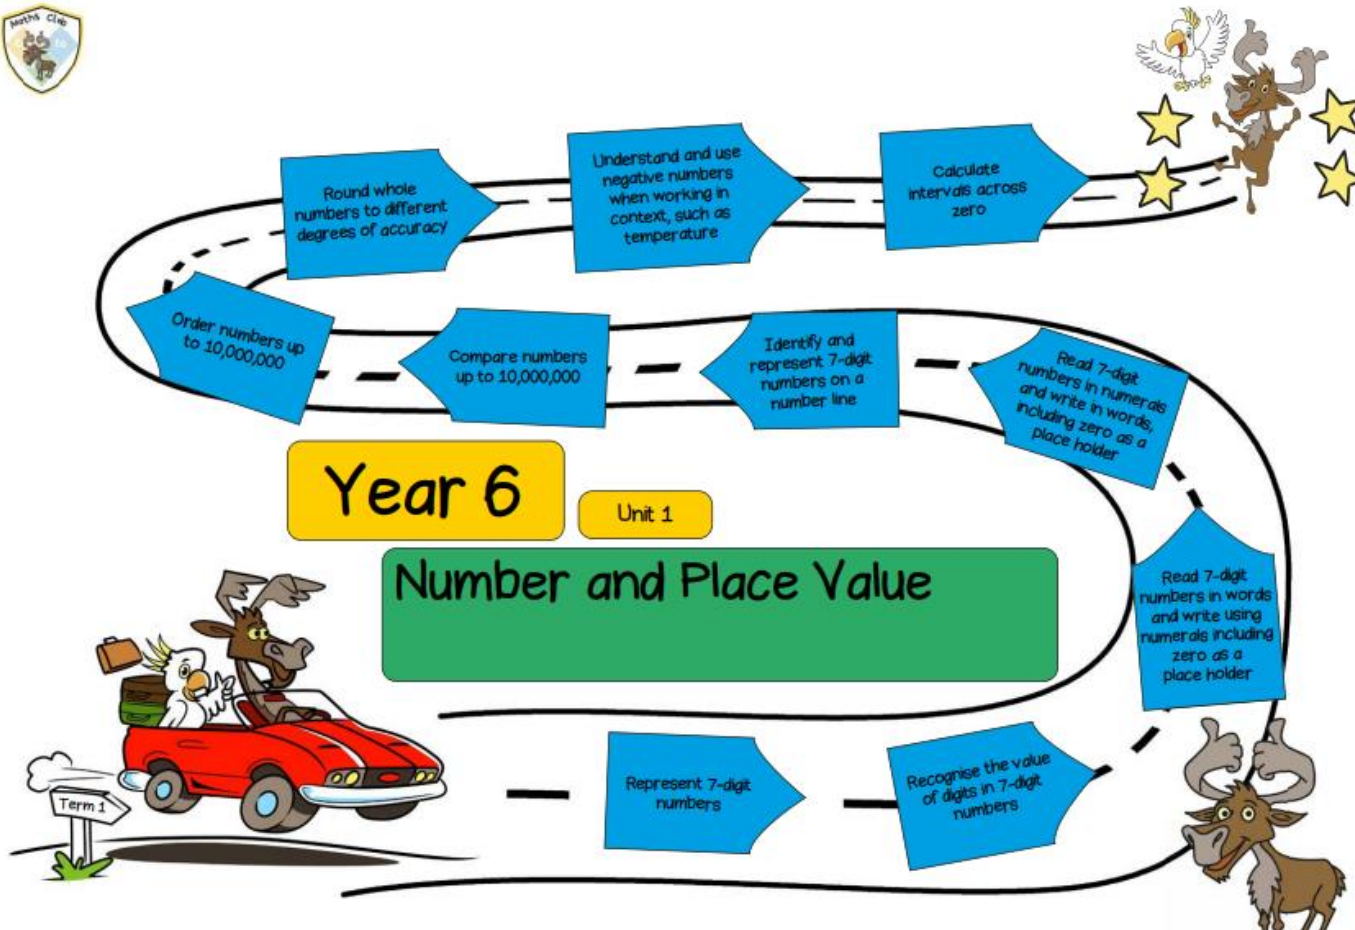 Maths Club
Round whole
numbers to different
degrees of accuracy
Understand and use
negative numbers
when working in
context, such as
temperature
Calculate
intervals across
zero
Order numbers up
to 10,000,000
Compare numbers
up to 10,000,000
Identify and
represent 7-digit
numbers on a
number line
Read 7-digit
numbers in numerals
and write in words,
including zero as a
place holder
Year 6
Unit 1
Number and Place Value
Read 7-digit
numbers in words
and write using
numerals including
zero as a
place holder
Term 1
Represent 7-digit
numbers
Recognise the value
of digits in 7-digit
numbers